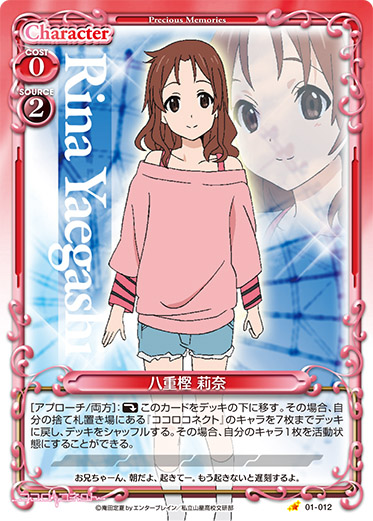 Precious Memories
Character
COST
0
SOURCE
2
Rina Yaegashi
八重樫 莉奈
[アプローチ/両方]: このカードをデッキの下に移す。その場合、自
分の捨て札置き場にある『ココロコネクト』のキャラを7枚までデッキ
に戻し、デッキをシャッフルする。その場合、自分のキャラ1枚を活動状
態にすることができる。
お兄ちゃーん、朝だよ、起きてー。もう起きないと遅刻するよ。
ココロコネクト
©庵田定夏 by エンターブレイン／私立山星高校文研部
01-012